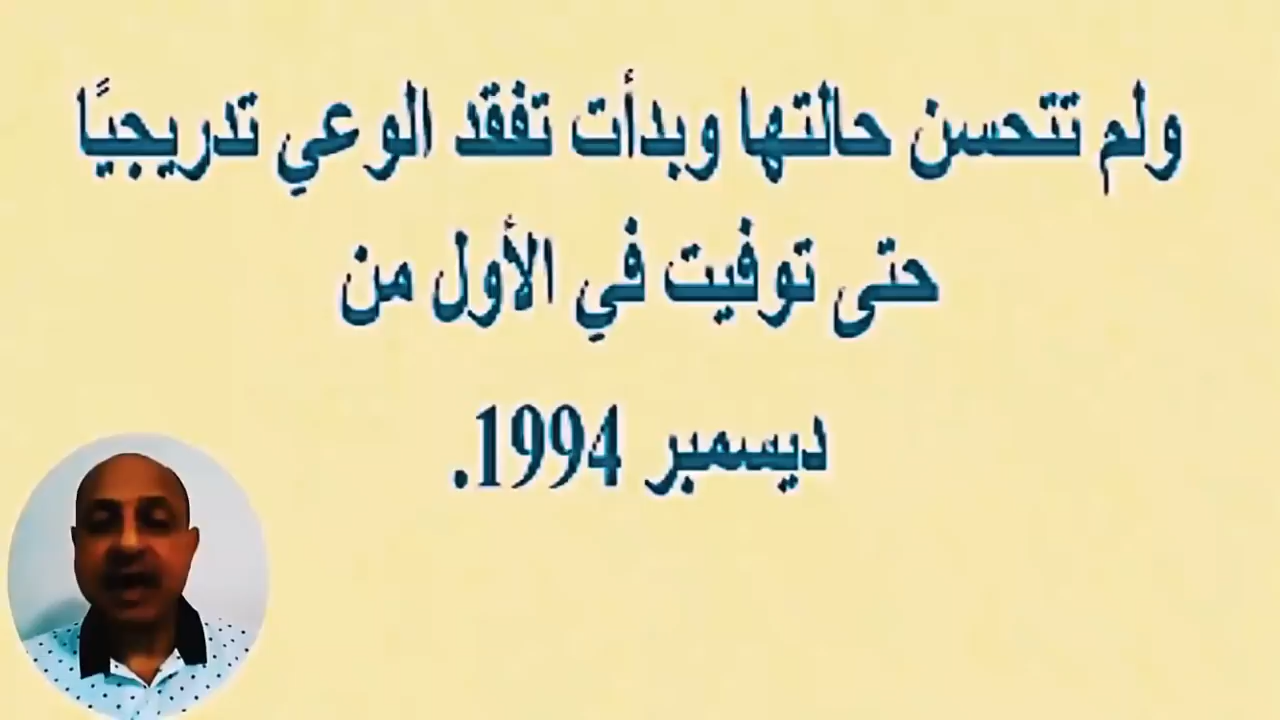 ولم تتحسن حالتها وبدأت تفقد الوعي تدريجيًا
حتى توفيت في الأول من
ديسمبر 1994.